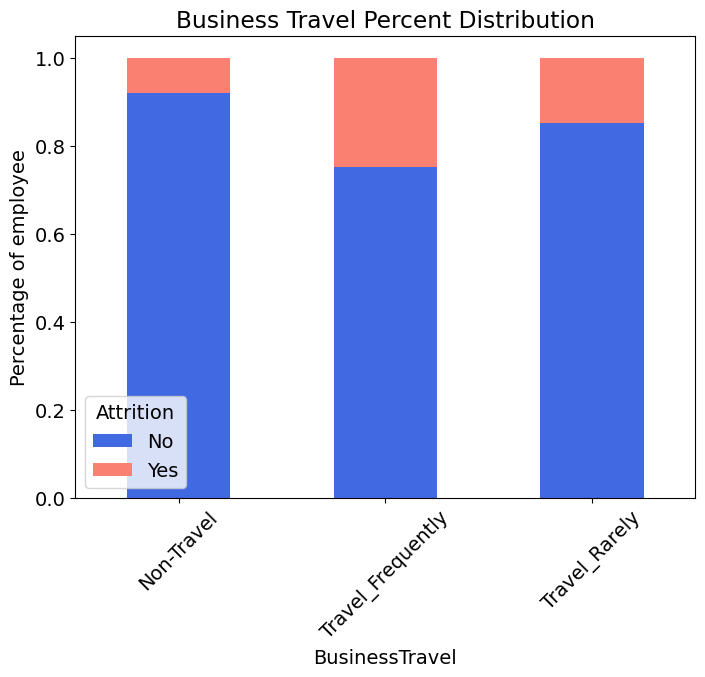 Business Travel Percent Distribution
Percentage of employee
1.0
0.8
0.6
0.4
0.2
0.0
Attrition
No
Yes
Non-Travel
Travel_Frequently
Travel_Rarely
BusinessTravel